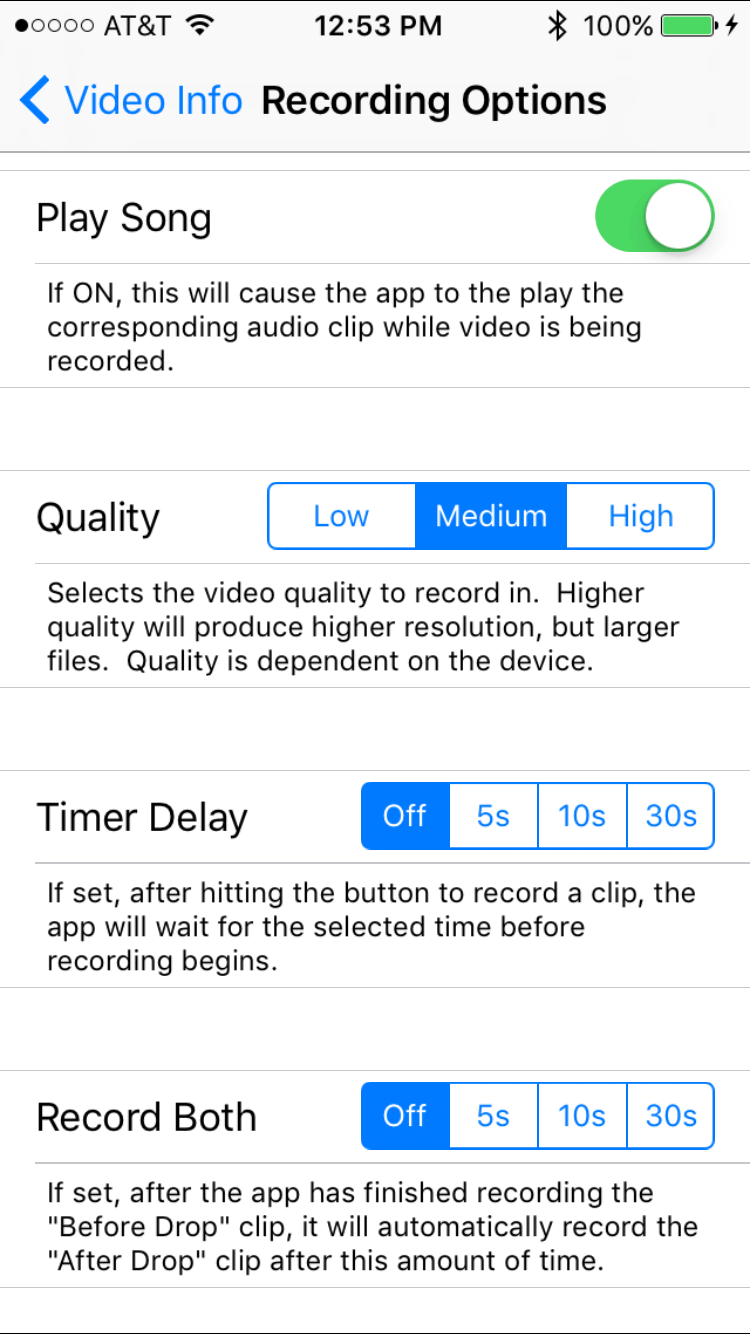 AT&T 12:53 PM 100%
Video Info Recording Options
Play Song
If ON, this will cause the app to the play the
corresponding audio clip while video is being
recorded.
Quality Low Medium High
Selects the video quality to record in.  Higher
quality will produce higher resolution, but larger
files.  Quality is dependent on the device.
Timer Delay Off 5s 10s 30s
If set, after hitting the button to record a clip, the
app will wait for the selected time before
recording begins.
Record Both Off 5s 10s 30s
If set, after the app has finished recording the
"Before Drop" clip, it will automatically record the
"After Drop" clip after this amount of time.